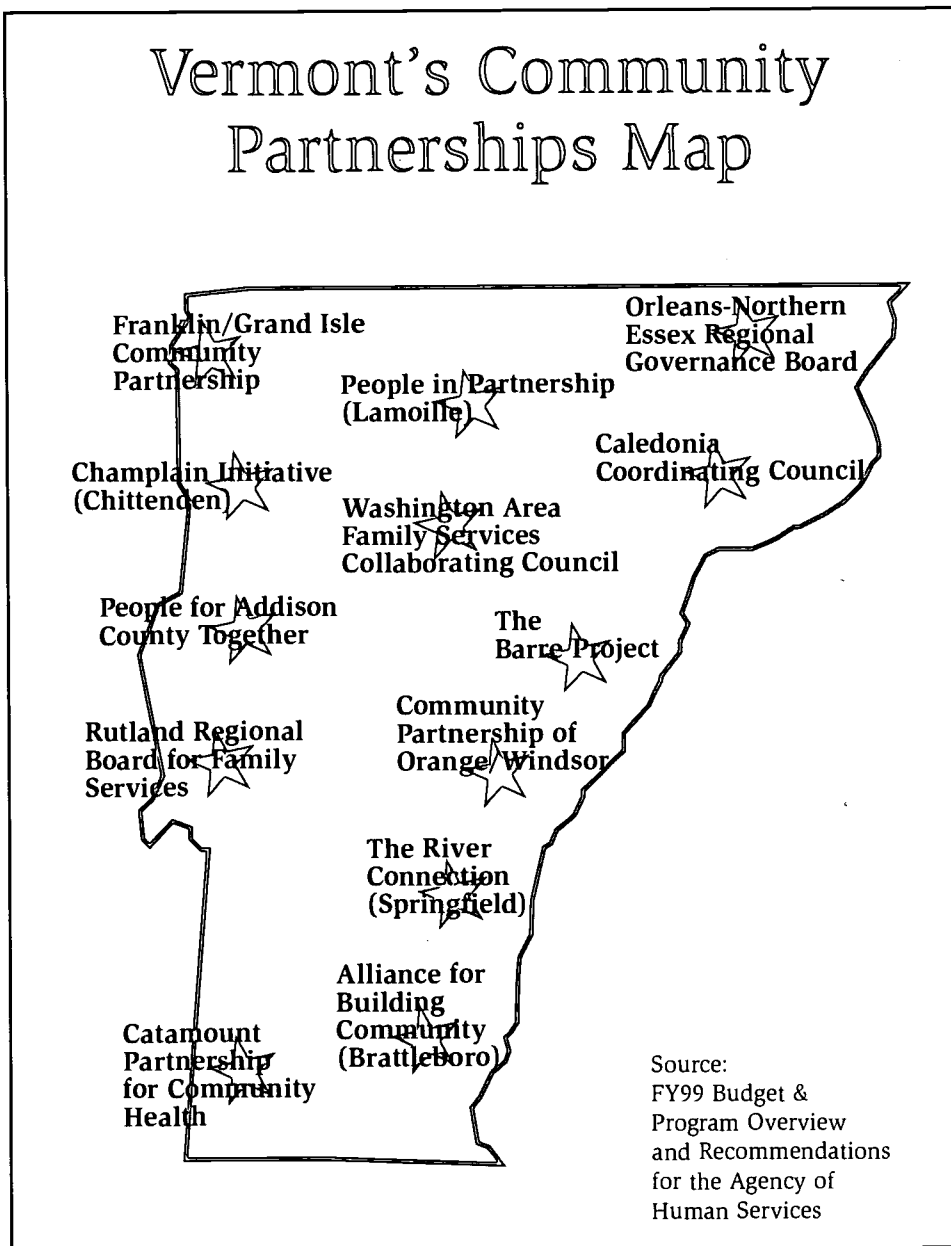 Vermont's Community
Partnerships Map
Franklin/Grand Isle
Community
Partnership
Orleans-Northern
Essex Regional
Governance Board
People in Partnership
(Lamoille)
Caledonia
Coordinating Council
Champlain Initiative
(Chittenden)
Washington Area
Family Services
Collaborating Council
People for Addison
County Together
The
Barre Project
Community
Partnership of
Orange/Windsor
Rutland Regional
Board for Family
Services
The River
Connection
(Springfield)
Alliance for
Building
Community
(Brattleboro)
Catamount
Partnership
for Community
Health
Source:
FY99 Budget &
Program Overview
and Recommendations
for the Agency of
Human Services